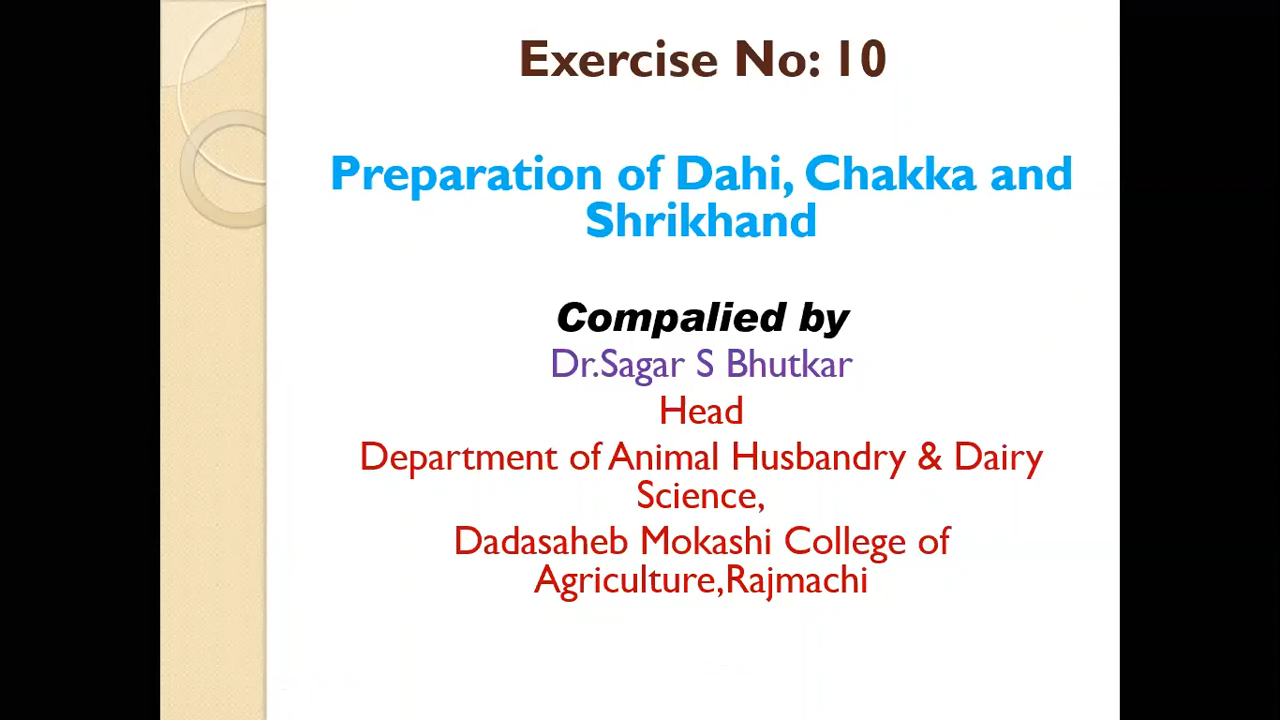 Exercise No: 10
Preparation of Dahi, Chakka and
Shrikhand
Compalied by
Dr.Sagar S Bhutkar
Head
Department of Animal Husbandry & Dairy
Science,
Dadasaheb Mokashi College of
Agriculture,Rajmachi